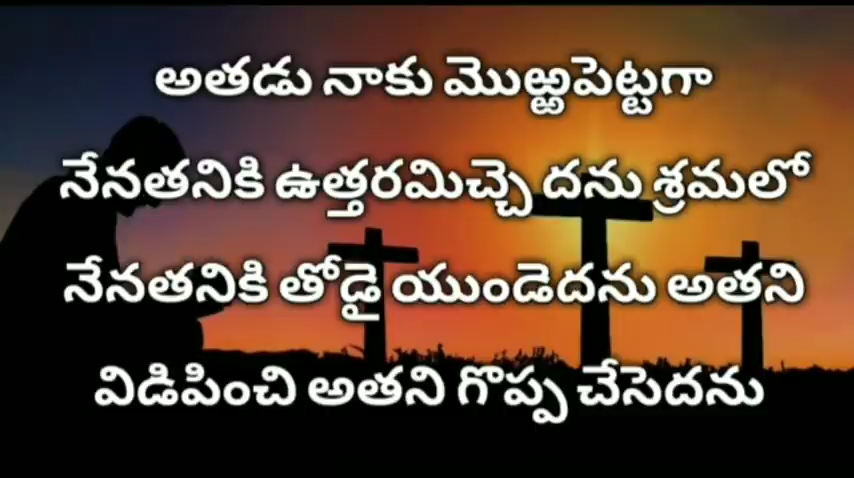 అతడు నాకు మొఱ్ఱపెట్టగా
నేనతనికి ఉత్తరమిచ్చె దను శ్రమలో
నేనతనికి తోడై యుండెదను అతని
విడిపించి అతని గొప్ప చేసెదను